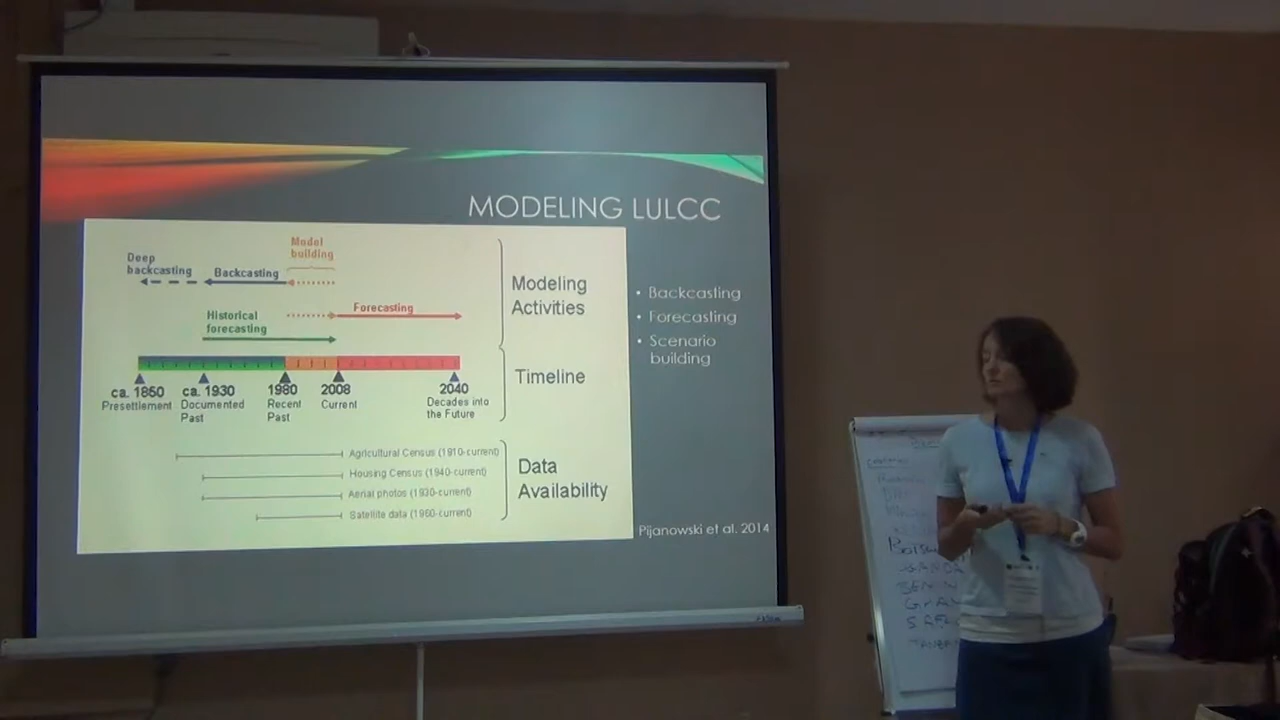 MODELING LULCC
Model
building
Deep
backcasting
Backcasting
Forecasting
Historical
forecasting
Modeling
Activities
ca. 1850
Presettlement
ca. 1930
Documented
Past
1980
Recent
Past
2008
Current
2040
Decades into
the Future
Timeline
Agricultural Census (1910-current)
Housing Census (1940-current)
Aerial photos (1930-current)
Satellite data (1960-current)
Data
Availability
• Backcasting
• Forecasting
• Scenario
building
Pijanowski et al. 2014